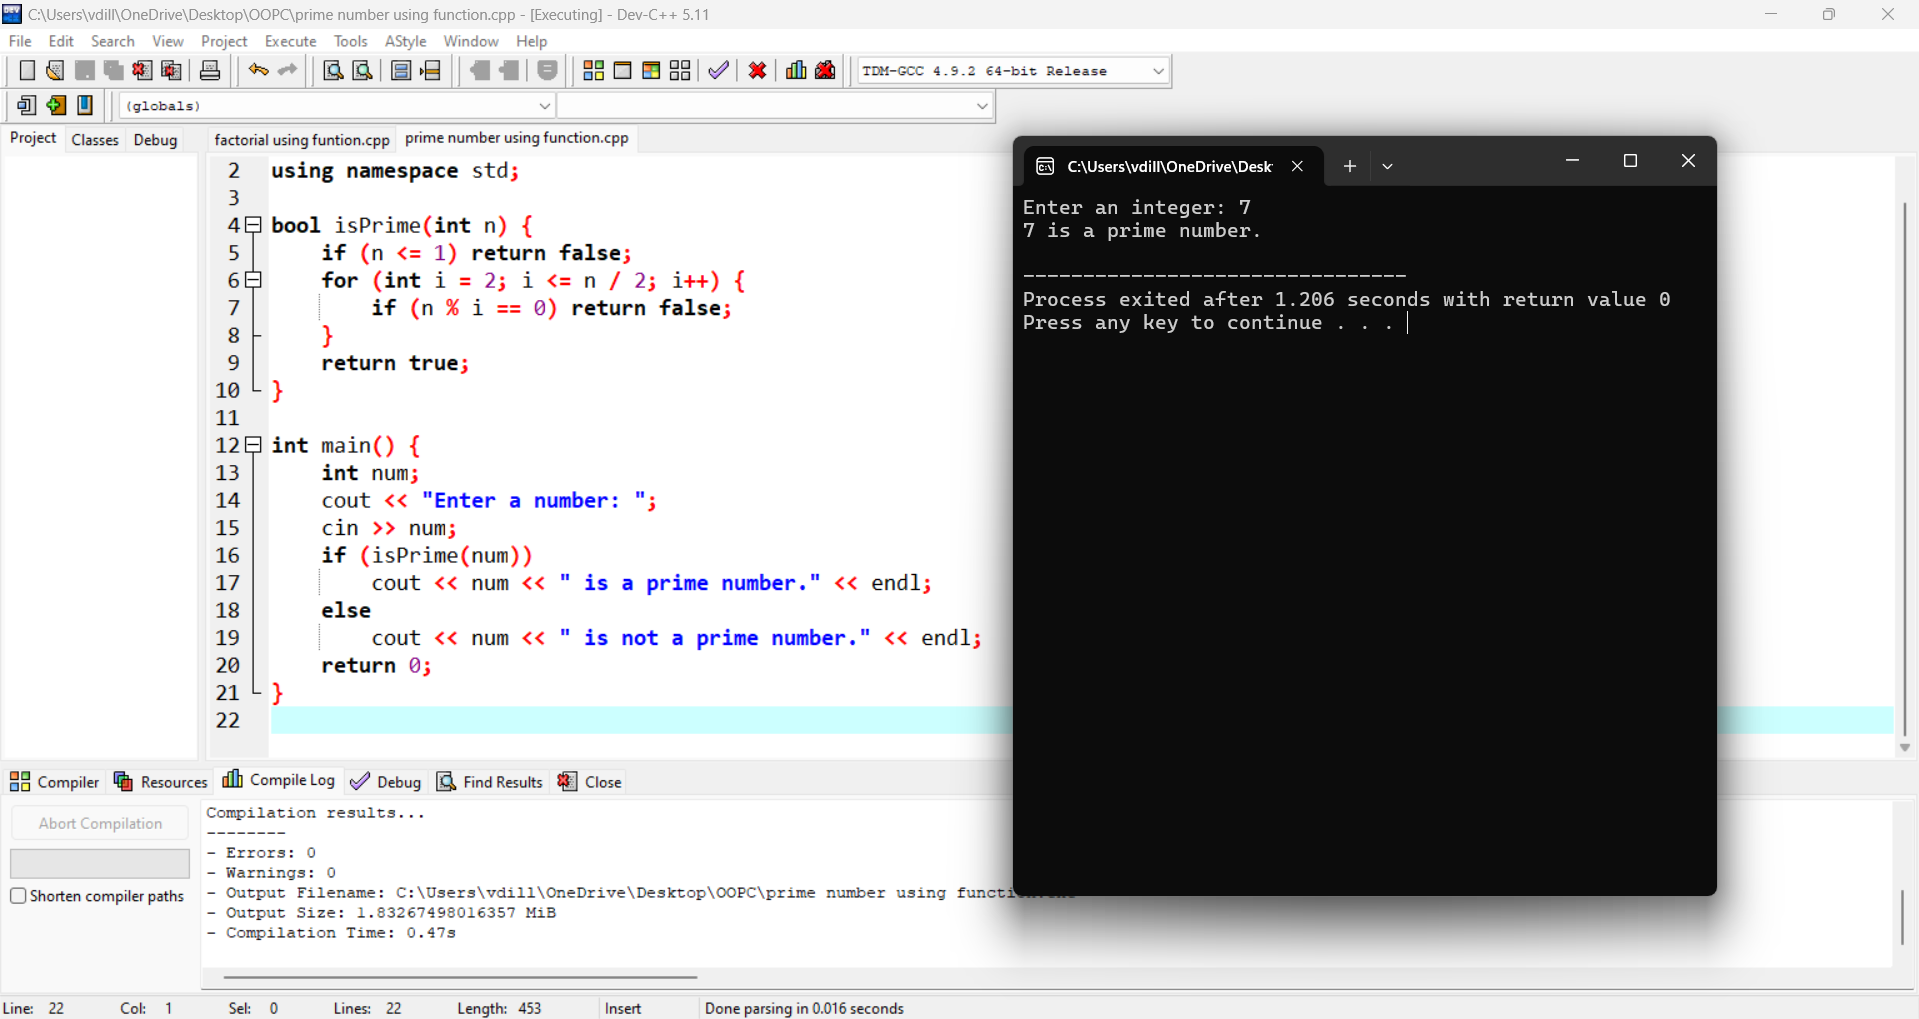 C:\Users\vdill\OneDrive\Desktop\OOPC\prime number using function.cpp - [Executing] - Dev-C++ 5.11
File Edit Search View Project Execute Tools AStyle Window Help
TDM-GCC 4.9.2 64-bit Release
(globals)
Project Classes Debug
factorial using funtion.cpp prime number using function.cpp
2 using namespace std;
3
4 bool isPrime(int n) {
5 if (n <= 1) return false;
6 for (int i = 2; i <= n / 2; i++) {
7 if (n % i == 0) return false;
8 }
9 return true;
10 }
11
12 int main() {
13 int num;
14 cout << "Enter a number: ";
15 cin >> num;
16 if (isPrime(num))
17 cout << num << " is a prime number." << endl;
18 else
19 cout << num << " is not a prime number." << endl;
20 return 0;
21 }
22
C:\Users\vdill\OneDrive\Desk
Enter an integer: 7
7 is a prime number.
--------------------------------
Process exited after 1.206 seconds with return value 0
Press any key to continue . . .
Compiler Resources Compile Log Debug Find Results Close
Abort Compilation
Shorten compiler paths
Compilation results...
--------
- Errors: 0
- Warnings: 0
- Output Filename: C:\Users\vdill\OneDrive\Desktop\OOPC\prime number using functi
- Output Size: 1.83267498016357 MiB
- Compilation Time: 0.47s
Line: 22 Col: 1 Sel: 0 Lines: 22 Length: 453 Insert Done parsing in 0.016 seconds